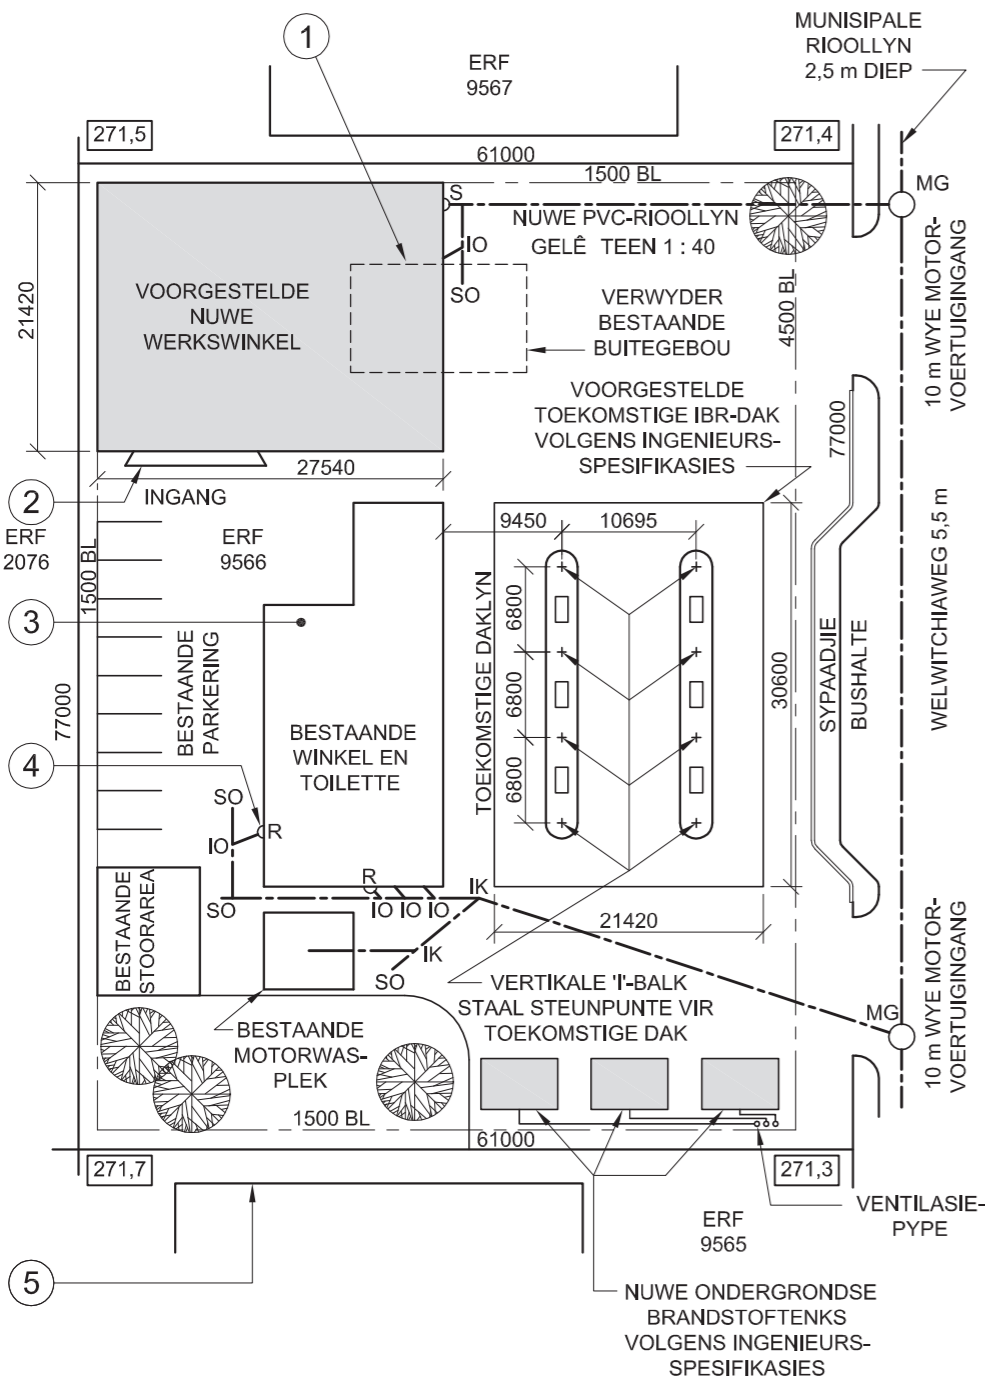 1
ERF
9567
MUNISIPALE
RIOOLLYN
2,5 m DIEP
271,5
271,4
61000
1500 BL
S
MG
NUWE PVC-RIOOLLYN
GELÊ TEEN 1 : 40
IO
SO
10 m WYE MOTOR-
VOERTUIGINGANG
21420
VOORGESTELDE
NUWE
WERKSWINKEL
4500 BL
VERWYDER
BESTAANDE
BUITEGEBOU
VOORGESTELDE
TOEKOMSTIGE IBR-DAK
VOLGENS INGENIEURS-
SPESIFIKASIES
77000
27540
2
INGANG
ERF
2076
1500 BL
ERF
9566
9450
10695
WELWITCHIAWEG 5,5 m
3
BESTAANDE
PARKERING
TOEKOMSTIGE DAKLYN
6800
6800
6800
30600
SYPAADJIE
BUSHALTE
77000
BESTAANDE
WINKEL EN
TOILETTE
4
SO
R
IO
SO
R
IO
IO
IO
IK
BESTAANDE
STOORAREA
21420
IK
SO
10 m WYE MOTOR-
VOERTUIGINGANG
VERTIKALE 'I'-BALK
STAAL STEUNPUNTE VIR
TOEKOMSTIGE DAK
MG
BESTAANDE
MOTORWAS-
PLEK
1500 BL
61000
271,7
271,3
VENTILASIE-
PYPE
ERF
9565
5
NUWE ONDERGRONDSE
BRANDSTOFTENKS
VOLGENS INGENIEURS-
SPESIFIKASIES